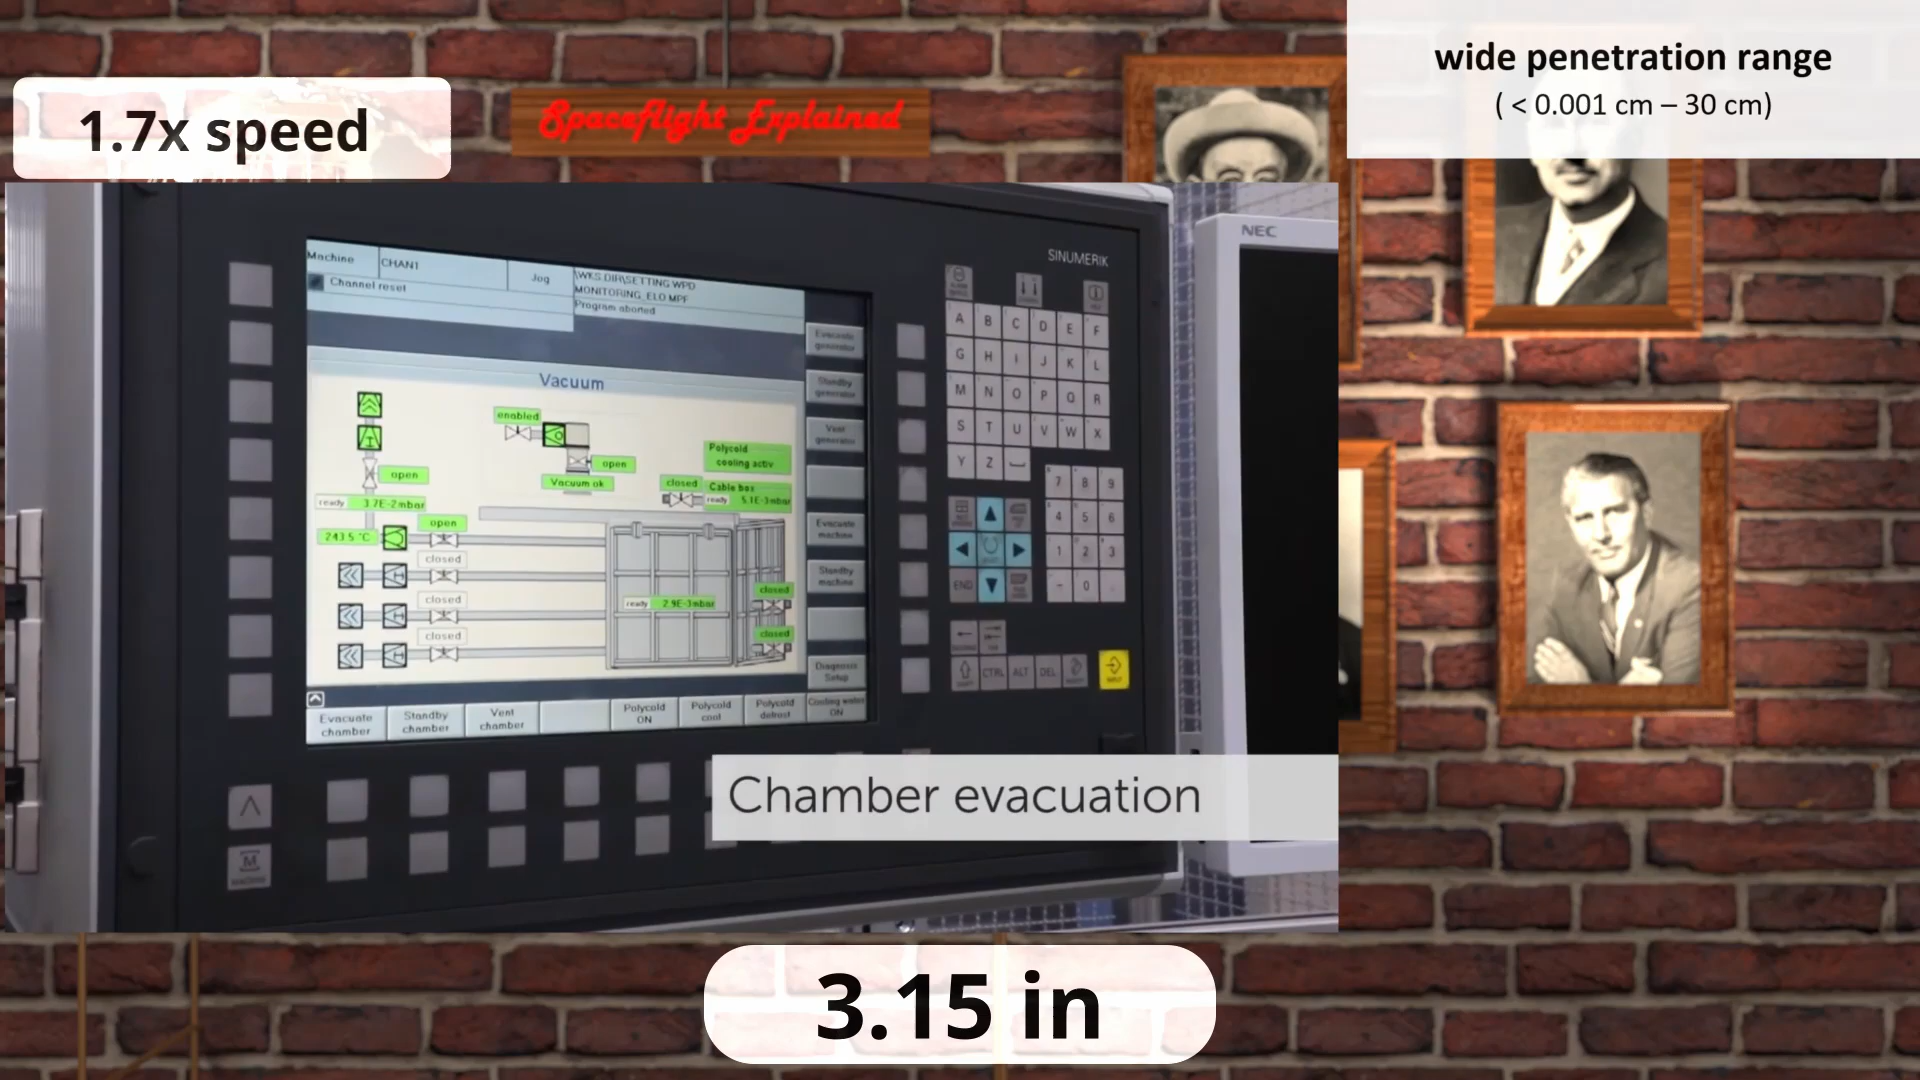 1.7x speed
Spaceflight Explained
wide penetration range
( < 0.001 cm – 30 cm)
SINUMERIK
NEC
Machine
CHAN1
Jog
\WKS.DIR\SETTING.WPD
MONITORING_ELO.MPF
Channel reset
Program aborted
Vacuum
Evacuate generator
Standby generator
Vent generator
Evacuate machine
Standby machine
Diagnosis Setup
enabled
open
Vacuum ok
Polycold
cooling activ
closed
Cable box
ready 5.1E-3mbar
open
ready 3.7E-2mbar
open
243.5 °C
closed
closed
closed
ready 2.9E-3mbar
closed
closed
Evacuate chamber
Standby chamber
Vent chamber
Polycold ON
Polycold cool
Polycold defrost
Cooling water ON
A B C D E F
G H I J K L
M N O P Q R
S T U V W X
Y Z
7 8 9
4 5 6
1 2 3
- 0 .
END
CTRL ALT DEL
INPUT
M
Chamber evacuation
3.15 in